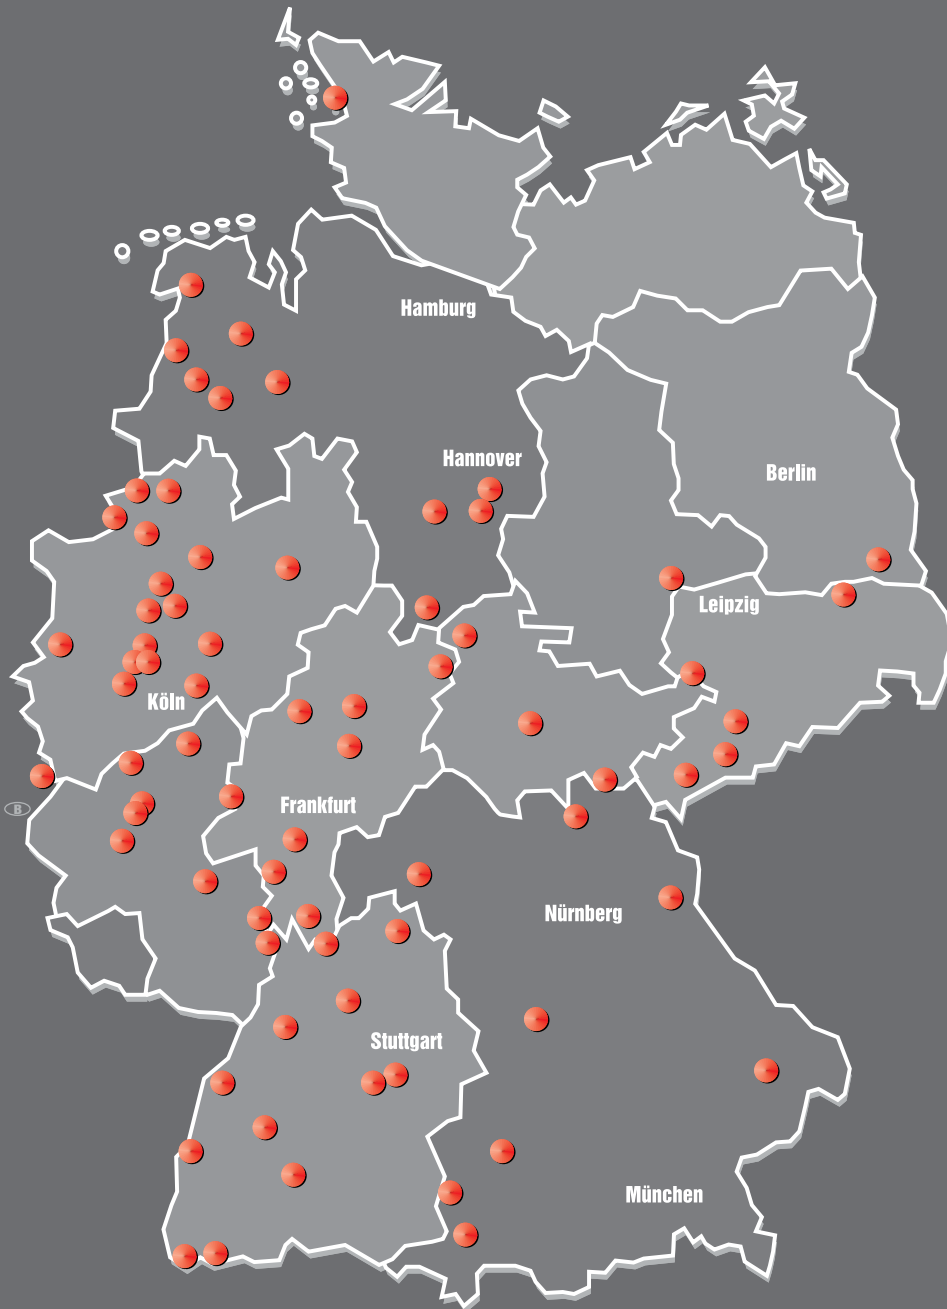 Hamburg
Hannover
Berlin
Leipzig
Köln
Frankfurt
B
Nürnberg
Stuttgart
München